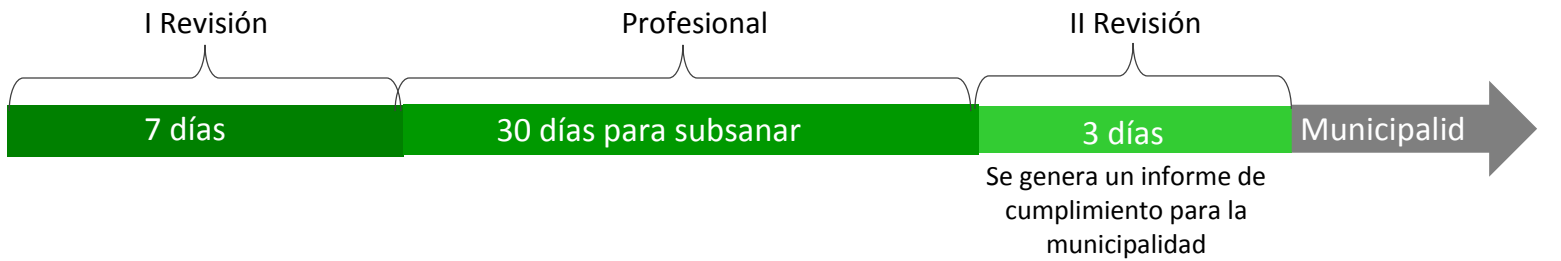 I Revisión
Profesional
II Revisión
7 días
30 días para subsanar
3 días
Municipalid
Se genera un informe de
cumplimiento para la
municipalidad